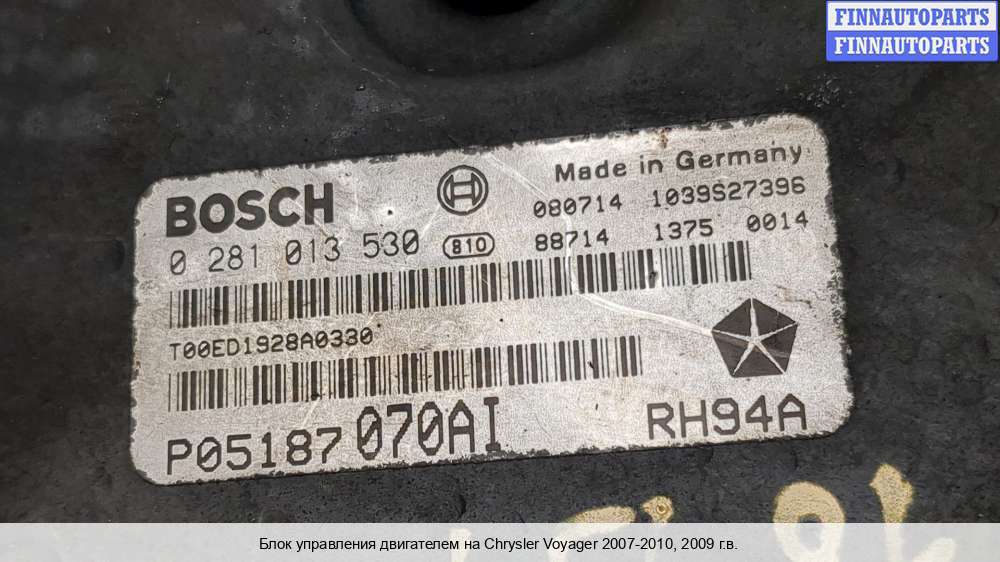 FINNAUTOPARTS
FINNAUTOPARTS
BOSCH
Made in Germany
080714 1039S27396
0 281 013 530 810 88714 1375 0014
T00ED1928A0330
P05187 070AI RH94A
Блок управления двигателем на Chrysler Voyager 2007-2010, 2009 г.в.